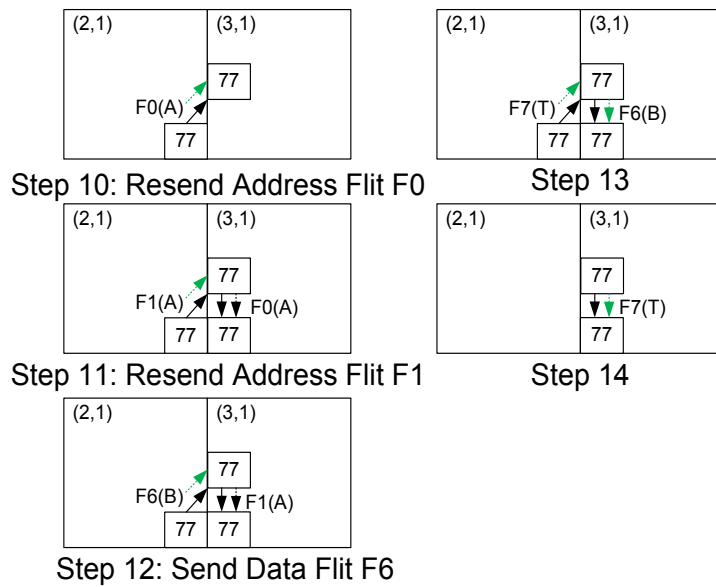 (2,1)
(3,1)
77
F0(A)
77
Step 10: Resend Address Flit F0
(2,1)
(3,1)
77
F1(A)
F0(A)
77
77
Step 11: Resend Address Flit F1
(2,1)
(3,1)
77
F6(B)
F1(A)
77
77
Step 12: Send Data Flit F6
(2,1)
(3,1)
77
F7(T)
F6(B)
77
77
Step 13
(2,1)
(3,1)
77
F7(T)
77
Step 14